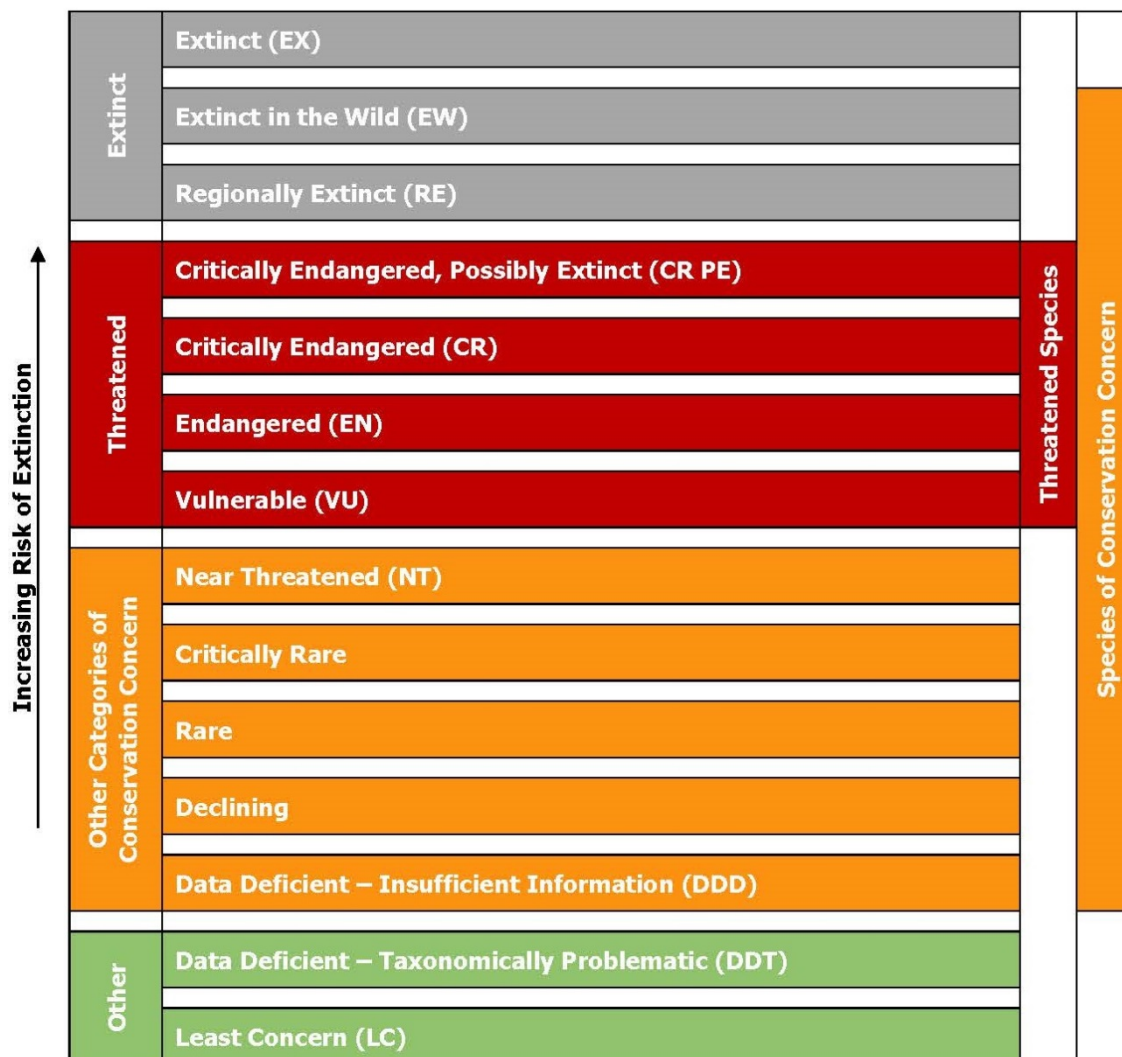 Increasing Risk of Extinction
Extinct
Extinct (EX)
Extinct in the Wild (EW)
Regionally Extinct (RE)
Threatened
Critically Endangered, Possibly Extinct (CR PE)
Critically Endangered (CR)
Endangered (EN)
Vulnerable (VU)
Other Categories of
Conservation Concern
Near Threatened (NT)
Critically Rare
Rare
Declining
Data Deficient – Insufficient Information (DDD)
Other
Data Deficient – Taxonomically Problematic (DDT)
Least Concern (LC)
Threatened Species
Species of Conservation Concern